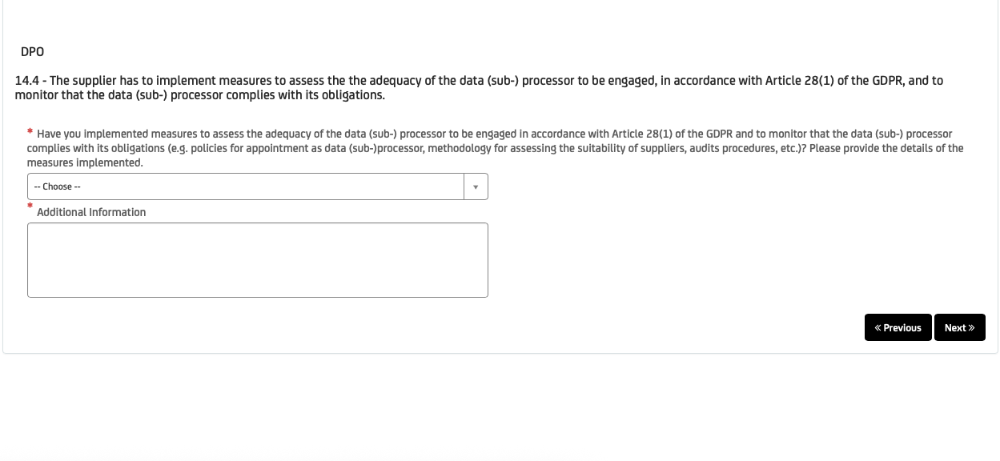 DPO
14.4 - The supplier has to implement measures to assess the the adequacy of the data (sub-) processor to be engaged, in accordance with Article 28(1) of the GDPR, and to
monitor that the data (sub-) processor complies with its obligations.
* Have you implemented measures to assess the adequacy of the data (sub-) processor to be engaged in accordance with Article 28(1) of the GDPR and to monitor that the data (sub-) processor
complies with its obligations (e.g. policies for appointment as data (sub-)processor, methodology for assessing the suitability of suppliers, audits procedures, etc.)? Please provide the details of the
measures implemented.
-- Choose --
* Additional Information
« Previous
Next »